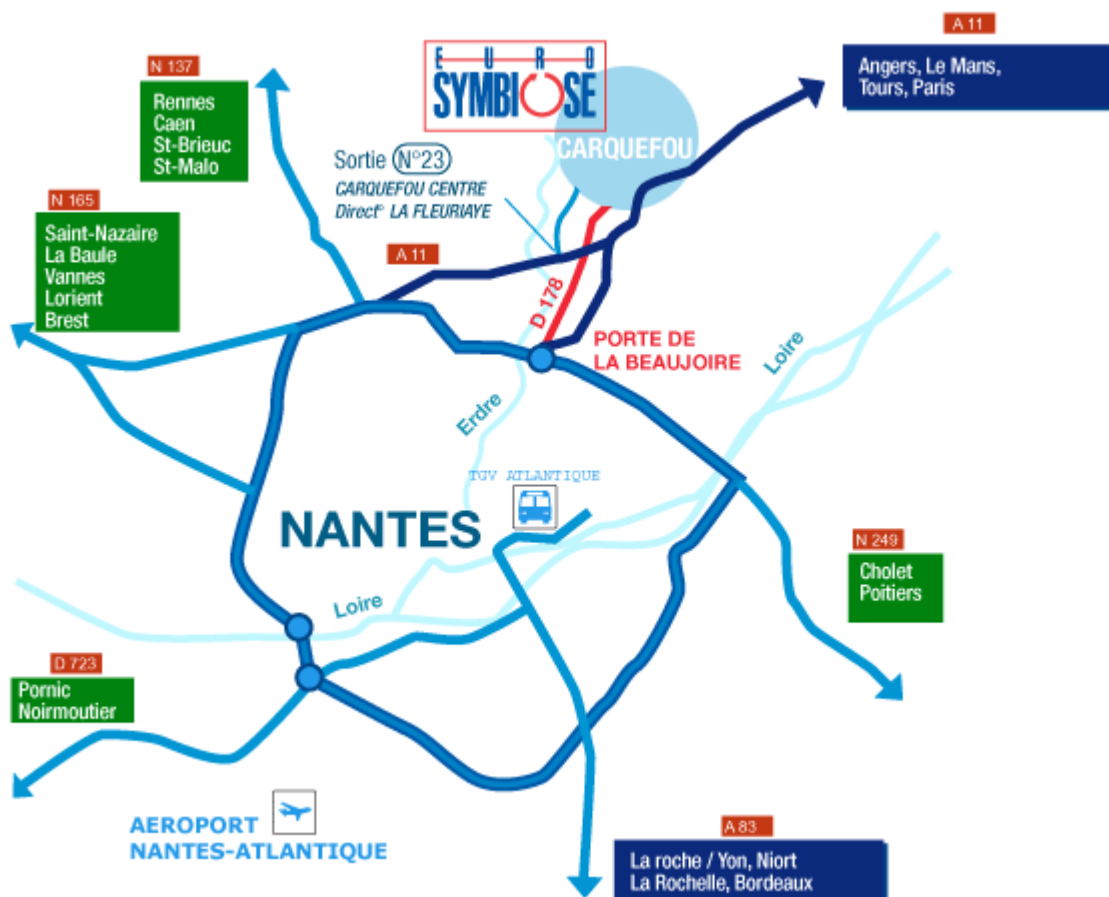 A 11
Angers, Le Mans,
Tours, Paris
EURO
SYMBIOSE
CARQUEFOU
N 137
Rennes
Caen
St-Brieuc
St-Malo
Sortie N°23
CARQUEFOU CENTRE
Direct° LA FLEURIAYE
N 165
Saint-Nazaire
La Baule
Vannes
Lorient
Brest
A 11
D 178
PORTE DE
LA BEAUJOIRE
Loire
Erdre
TGV ATLANTIQUE
NANTES
N 249
Cholet
Poitiers
Loire
D 723
Pornic
Noirmoutier
AEROPORT
NANTES-ATLANTIQUE
A 83
La roche / Yon, Niort
La Rochelle, Bordeaux